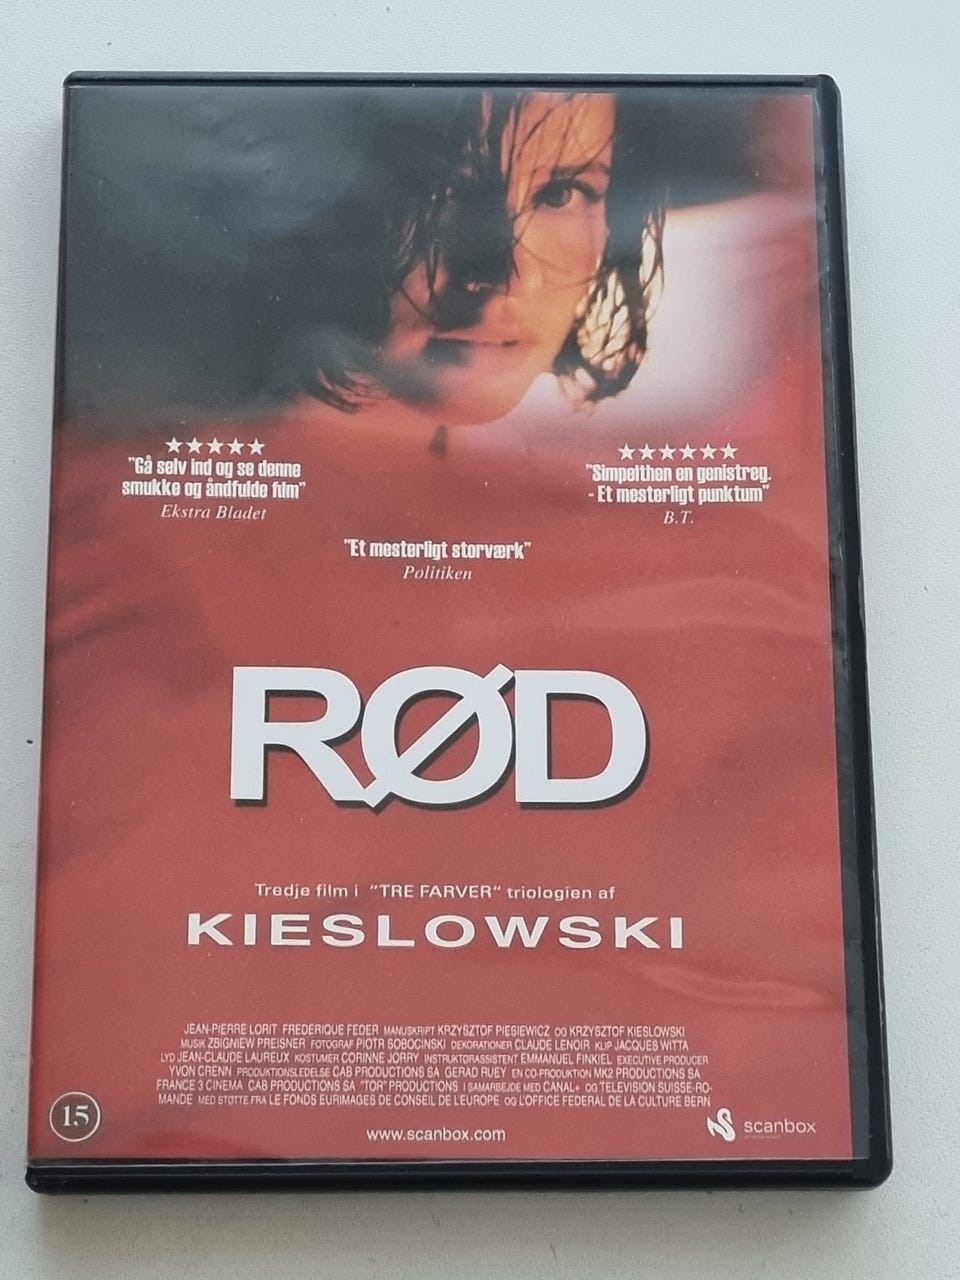 ★★★★★
"Gå selv ind og se denne
smukke og åndfulde film"
Ekstra Bladet
★★★★★★
"Simpelthen en genistreg.
- Et mesterligt punktum"
B.T.
"Et mesterligt storværk"
Politiken
RØD
Tredje film i "TRE FARVER" triologien af
KIESLOWSKI
JEAN-PIERRE LORIT FREDERIQUE FEDER MANUSKRIPT KRZYSZTOF PIESIEWICZ OG KRZYSZTOF KIESLOWSKI
MUSIK ZBIGNIEW PREISNER FOTOGRAF PIOTR SOBOCINSKI DEKORATIONER CLAUDE LENOIR KLIP JACQUES WITTA
LYD JEAN-CLAUDE LAUREUX KOSTUMER CORINNE JORRY INSTRUKTORASSISTENT EMMANUEL FINKIEL EXECUTIVE PRODUCER
YVON CRENN PRODUKTIONSLEDELSE CAB PRODUCTIONS SA GERAD RUEY EN CO-PRODUKTION MK2 PRODUCTIONS SA
FRANCE 3 CINEMA CAB PRODUCTIONS SA "TOR" PRODUCTIONS I SAMARBEJDE MED CANAL+ OG TELEVISION SUISSE-RO-
MANDE MED STØTTE FRA LE FONDS EURIMAGES DE CONSEIL DE L'EUROPE OG L'OFFICE FEDERAL DE LA CULTURE BERN
15
www.scanbox.com
scanbox